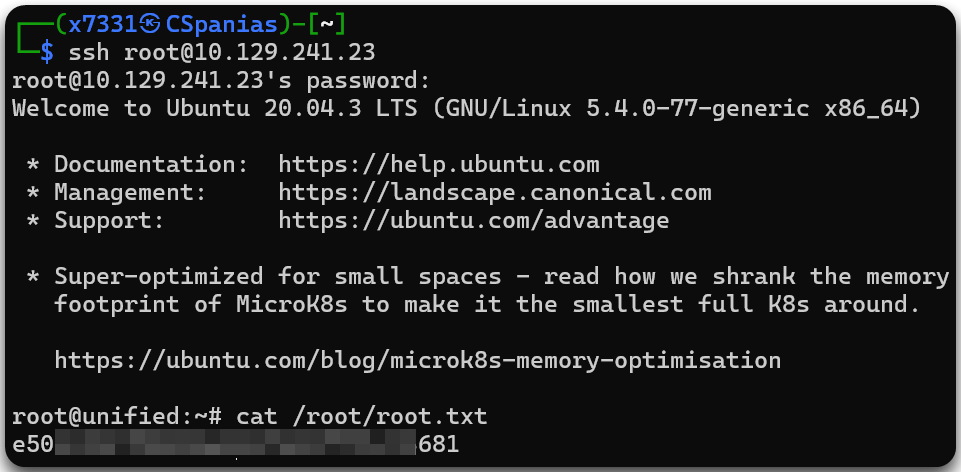 ┌──(x7331㉿CSpanias)-[~]
└─$ ssh root@10.129.241.23
root@10.129.241.23's password:
Welcome to Ubuntu 20.04.3 LTS (GNU/Linux 5.4.0-77-generic x86_64)
* Documentation: https://help.ubuntu.com
* Management: https://landscape.canonical.com
* Support: https://ubuntu.com/advantage
* Super-optimized for small spaces - read how we shrank the memory
footprint of MicroK8s to make it the smallest full K8s around.
https://ubuntu.com/blog/microk8s-memory-optimisation
root@unified:~# cat /root/root.txt
e50 681